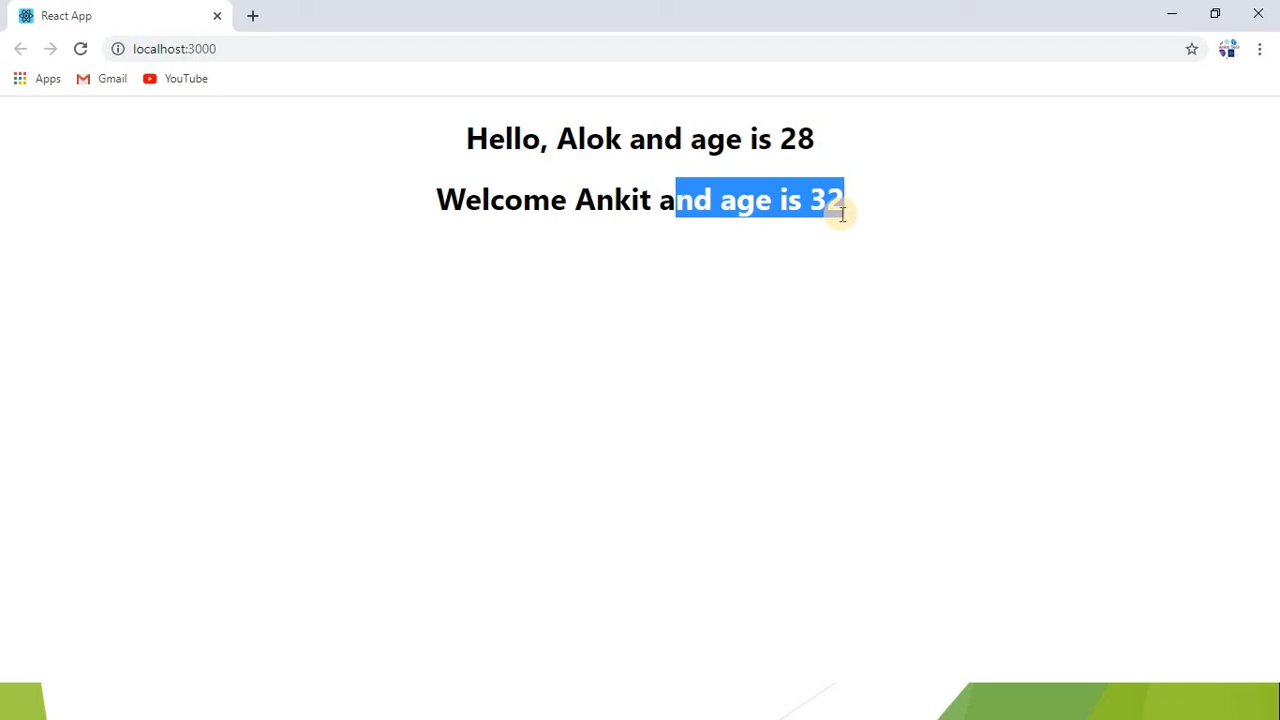 React App
localhost:3000
Apps Gmail YouTube
Hello, Alok and age is 28
Welcome Ankit and age is 32